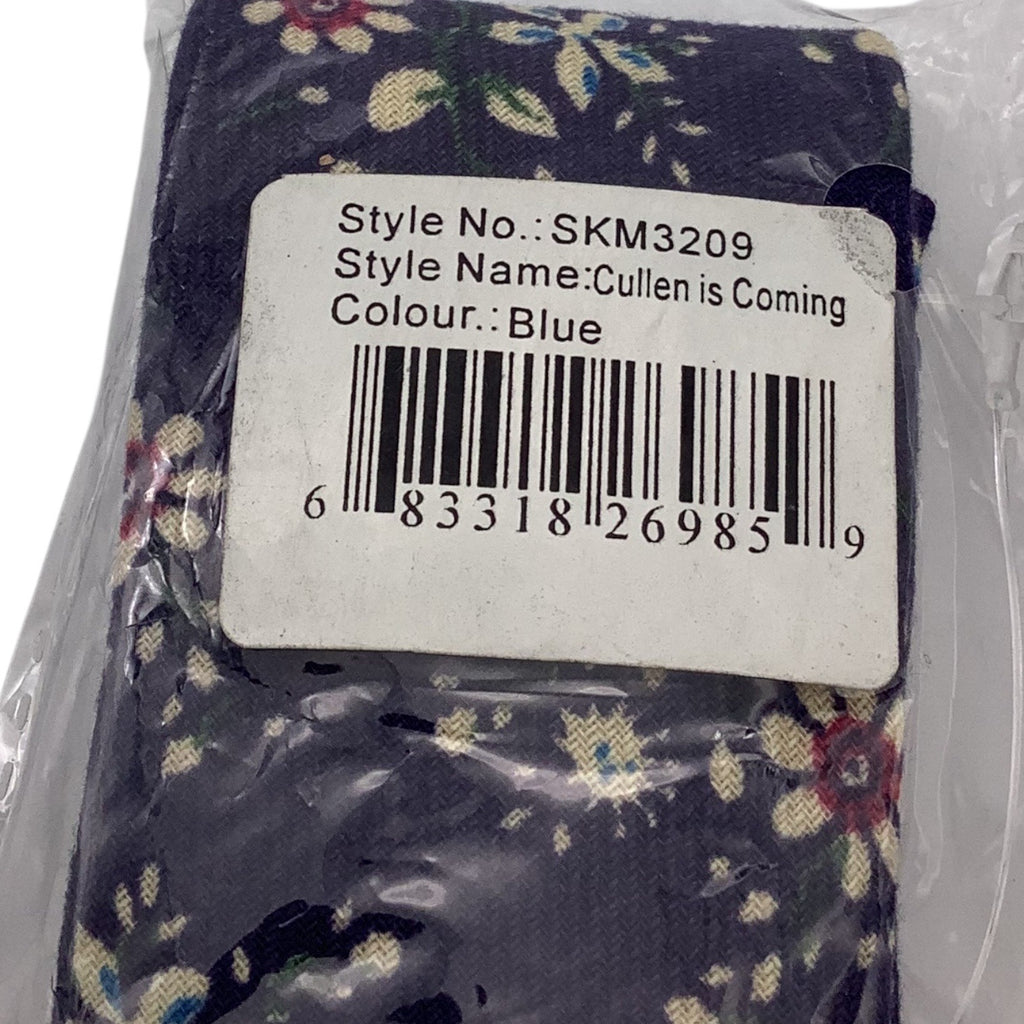 Style No.:SKM3209
Style Name:Cullen is Coming
Colour.:Blue
6 83318 26985 9